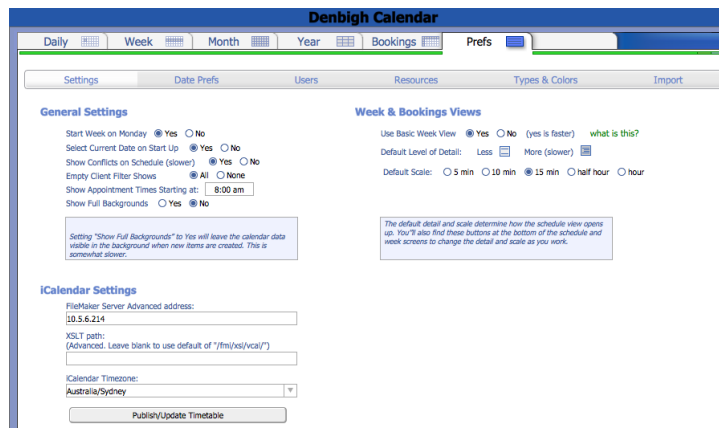 Denbigh Calendar
Daily Week Month Year Bookings Prefs
Settings Date Prefs Users Resources Types & Colors Import
General Settings
Start Week on Monday Yes No
Select Current Date on Start Up Yes No
Show Conflicts on Schedule (slower) Yes No
Empty Client Filter Shows All None
Show Appointment Times Starting at: 8:00 am
Show Full Backgrounds Yes No
Setting "Show Full Backgrounds" to Yes will leave the calendar data
visible in the background when new items are created. This is
somewhat slower.
Week & Bookings Views
Use Basic Week View Yes No (yes is faster) what is this?
Default Level of Detail: Less More (slower)
Default Scale: 5 min 10 min 15 min half hour hour
The default detail and scale determine how the schedule view opens
up. You"ll also find these buttons at the bottom of the schedule and
week screens to change the detail and scale as you work.
iCalendar Settings
FileMaker Server Advanced address:
10.5.6.214
XSLT path:
(Advanced. Leave blank to use default of "/fmi/xsl/vcal/")
iCalendar Timezone:
Australia/Sydney
Publish/Update Timetable